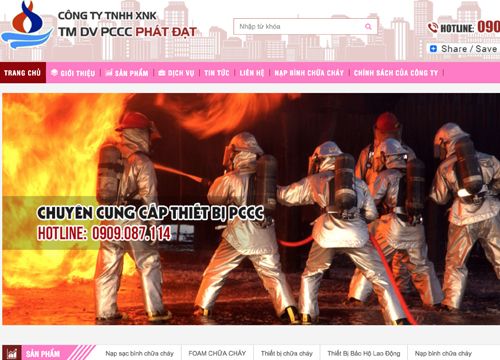 CÔNG TY TNHH XNK
TM DV PCCC PHÁT ĐẠT
Nhập từ khóa
HOTLINE: 090
Share / Save
TRANG CHỦ GIỚI THIỆU SẢN PHẨM DỊCH VỤ TIN TỨC LIÊN HỆ NẠP BÌNH CHỮA CHÁY CHÍNH SÁCH CỦA CÔNG TY
CHUYÊN CUNG CẤP THIẾT BỊ PCCC
HOTLINE: 0909.087.114
SẢN PHẨM Nạp sạc bình chữa cháy FOAM CHỮA CHÁY Thiết bị chữa cháy Thiết Bị Bảo Hộ Lao Động Nạp bình chữa cháy